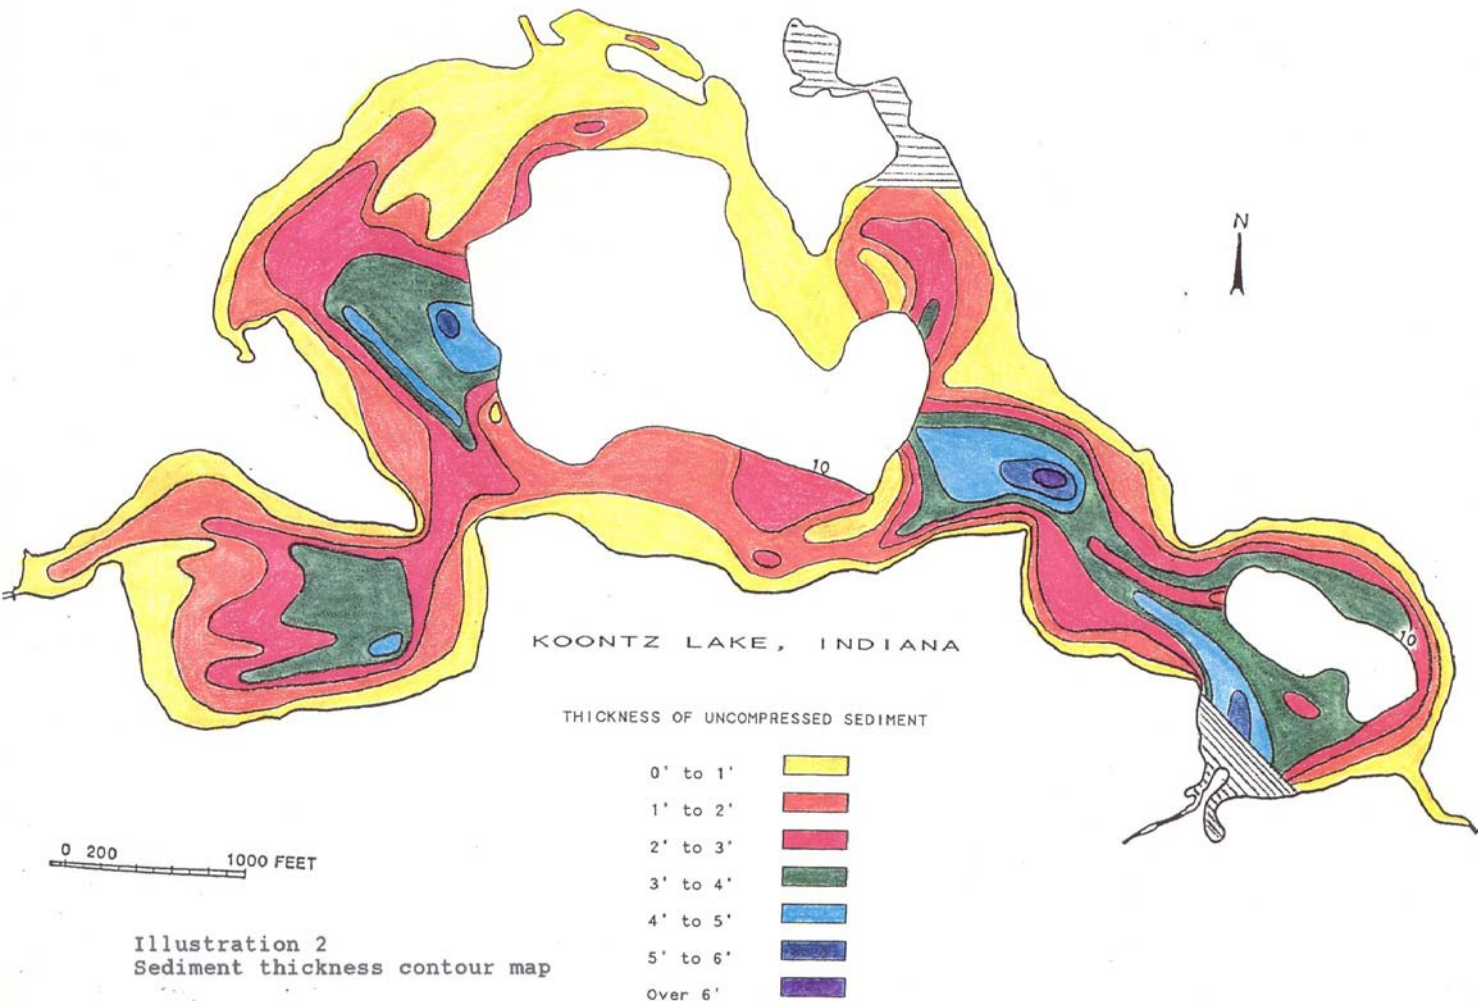 N
10
10
KOONTZ LAKE, INDIANA
THICKNESS OF UNCOMPRESSED SEDIMENT
0' to 1'
1' to 2'
2' to 3'
3' to 4'
4' to 5'
5' to 6'
Over 6'
0 200 1000 FEET
Illustration 2
Sediment thickness contour map